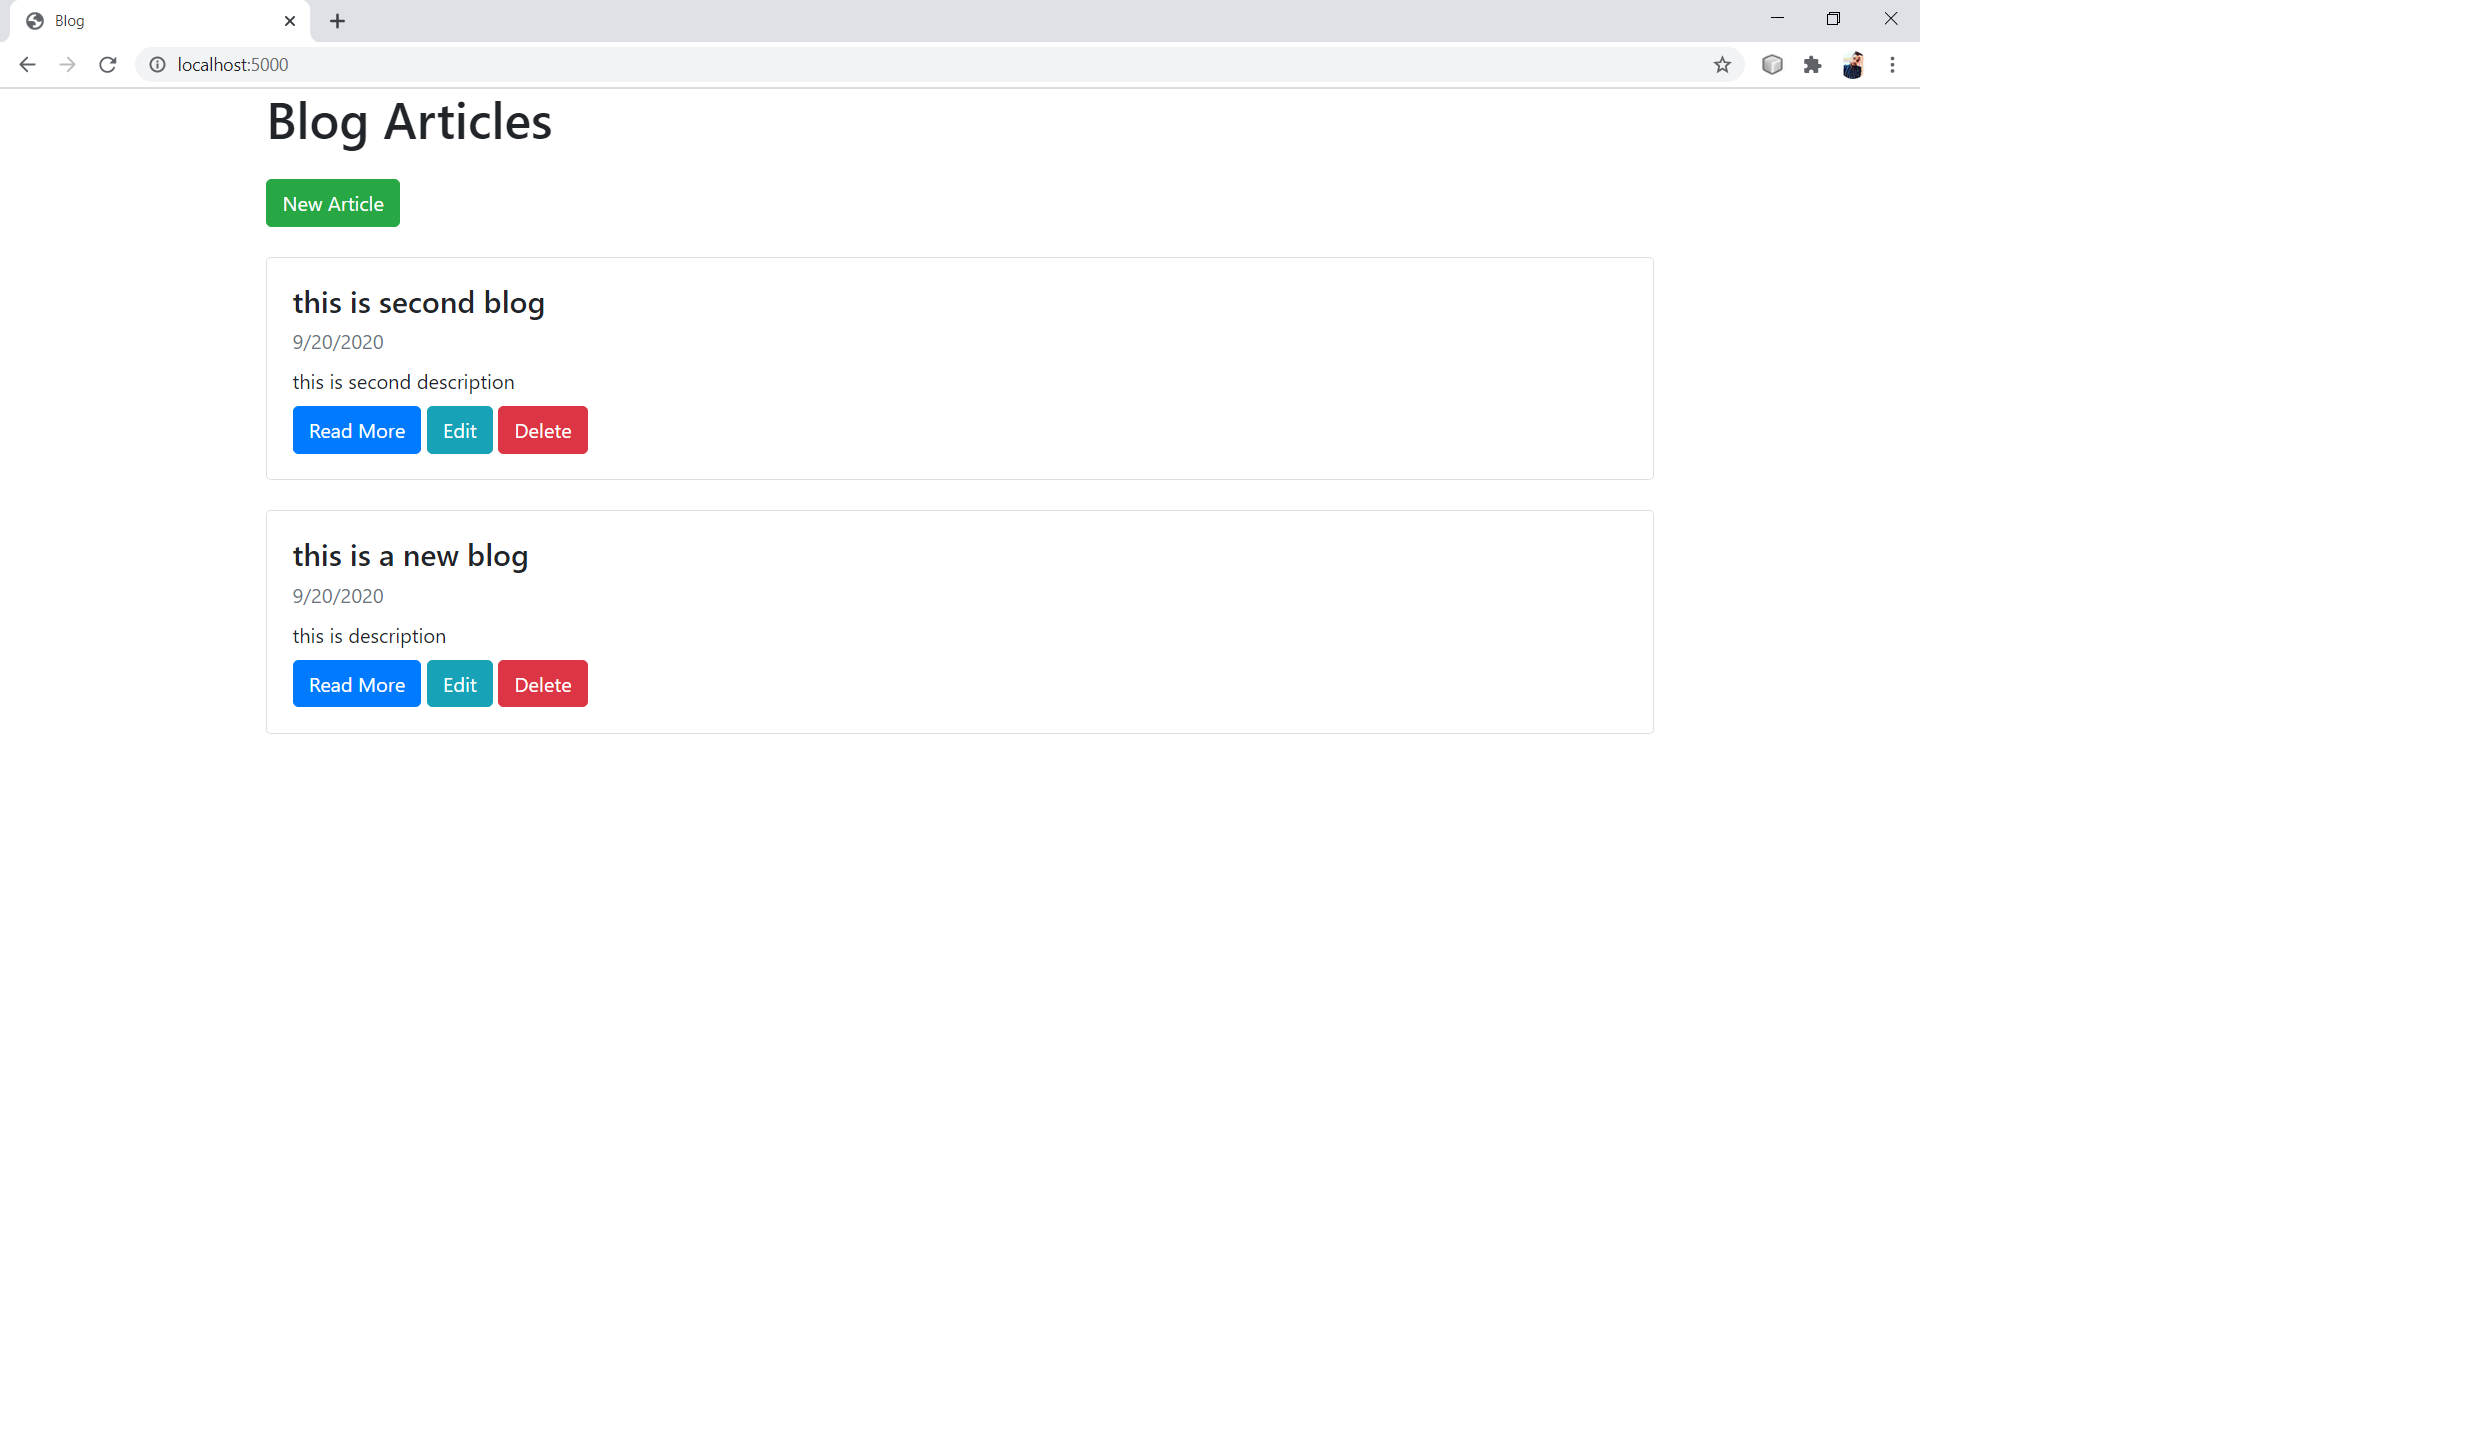 Blog
localhost:5000
Blog Articles
New Article
this is second blog
9/20/2020
this is second description
Read More Edit Delete
this is a new blog
9/20/2020
this is description
Read More Edit Delete